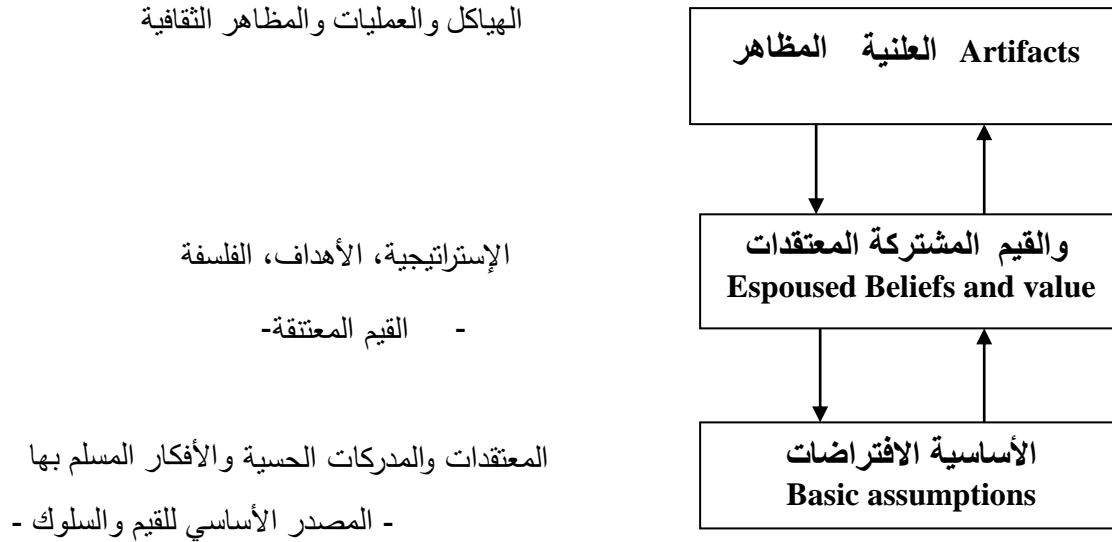 Artifacts العلنية المظاهر
الهياكل والعمليات والمظاهر الثقافية
والقيم المشتركة المعتقدات
Espoused Beliefs and value
الإستراتيجية، الأهداف، الفلسفة
- القيم المعتنقة-
الأساسية الافتراضات
Basic assumptions
المعتقدات والمدركات الحسية والأفكار المسلم بها
- المصدر الأساسي للقيم والسلوك -